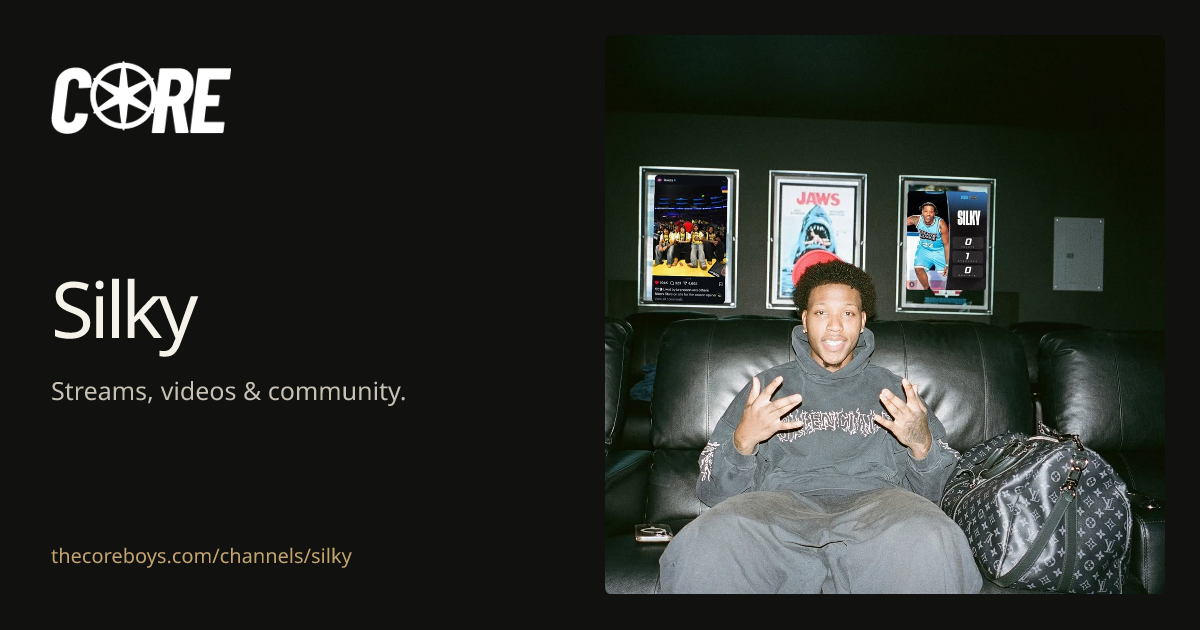 CORE
Silky
Streams, videos & community.
thecoreboys.com/channels/silky
JAWS
SILKY
0
1
0